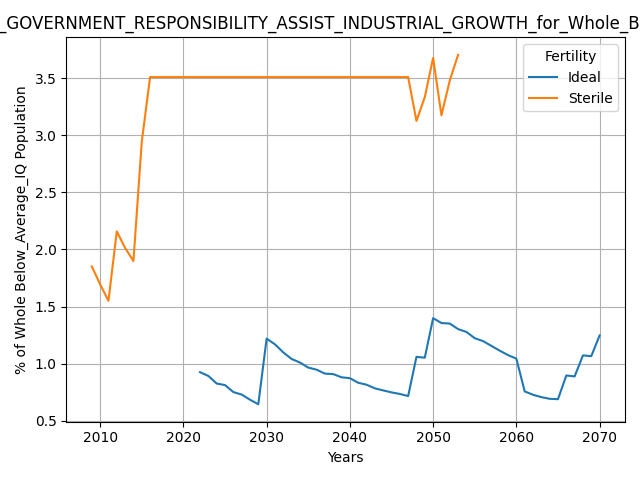 _GOVERNMENT_RESPONSIBILITY_ASSIST_INDUSTRIAL_GROWTH_for_Whole_B
% of Whole Below_Average_IQ Population
3.5
3.0
2.5
2.0
1.5
1.0
0.5
Fertility
Ideal
Sterile
2010 2020 2030 2040 2050 2060 2070
Years